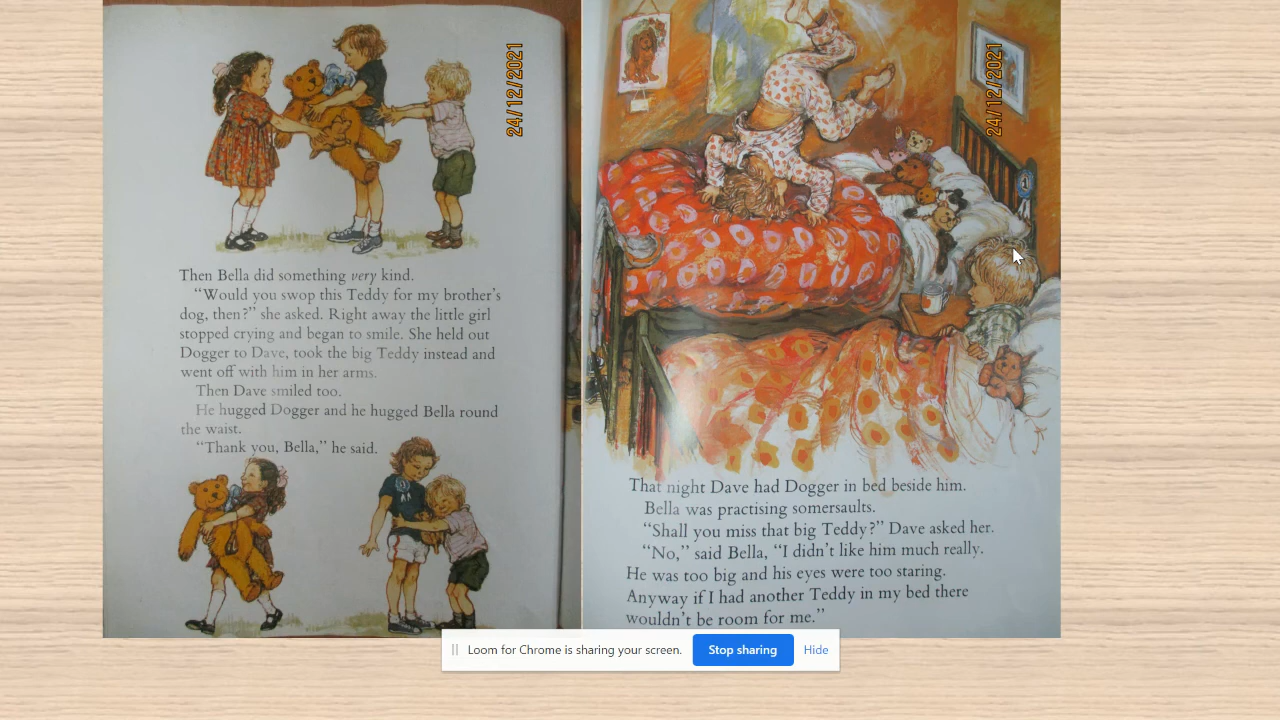 24/12/2021
Then Bella did something very kind.
“Would you swop this Teddy for my brother’s
dog, then?” she asked. Right away the little girl
stopped crying and began to smile. She held out
Dogger to Dave, took the big Teddy instead and
went off with him in her arms.
Then Dave smiled too.
He hugged Dogger and he hugged Bella round
the waist.
“Thank you, Bella,” he said.
24/12/2021
1
That night Dave had Dogger in bed beside him.
Bella was practising somersaults.
“Shall you miss that big Teddy?” Dave asked her.
“No,” said Bella, “I didn’t like him much really.
He was too big and his eyes were too staring.
Anyway if I had another Teddy in my bed there
wouldn’t be room for me.”
Loom for Chrome is sharing your screen.
Stop sharing
Hide